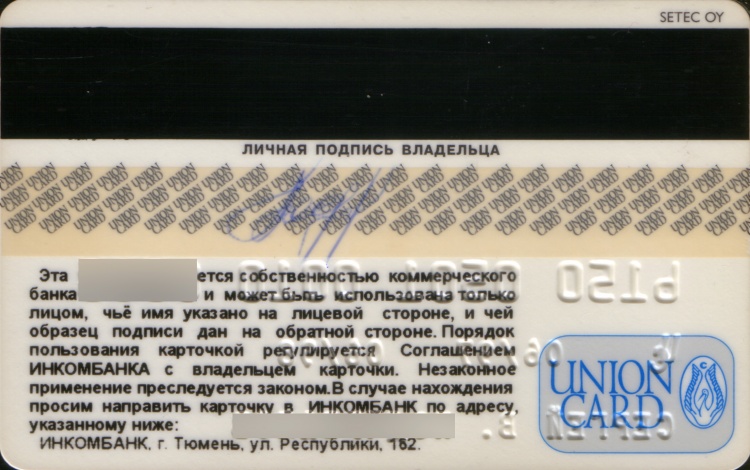 SETEC OY
ЛИЧНАЯ ПОДПИСЬ ВЛАДЕЛЬЦА
UNION CARD
Эта ется собственностью коммерческого
банка и может быть использована только
лицом, чьё имя указано на лицевой стороне, и чей
образец подписи дан на обратной стороне. Порядок
пользования карточкой регулируется Соглашением
ИНКОМБАНКА с владельцем карточки. Незаконное
применение преследуется законом.В случае нахождения
просим направить карточку в ИНКОМБАНК по адресу,
указанному ниже:
ИНКОМБАНК, г. Тюмень, ул. Республики, 162.
UNION
CARD